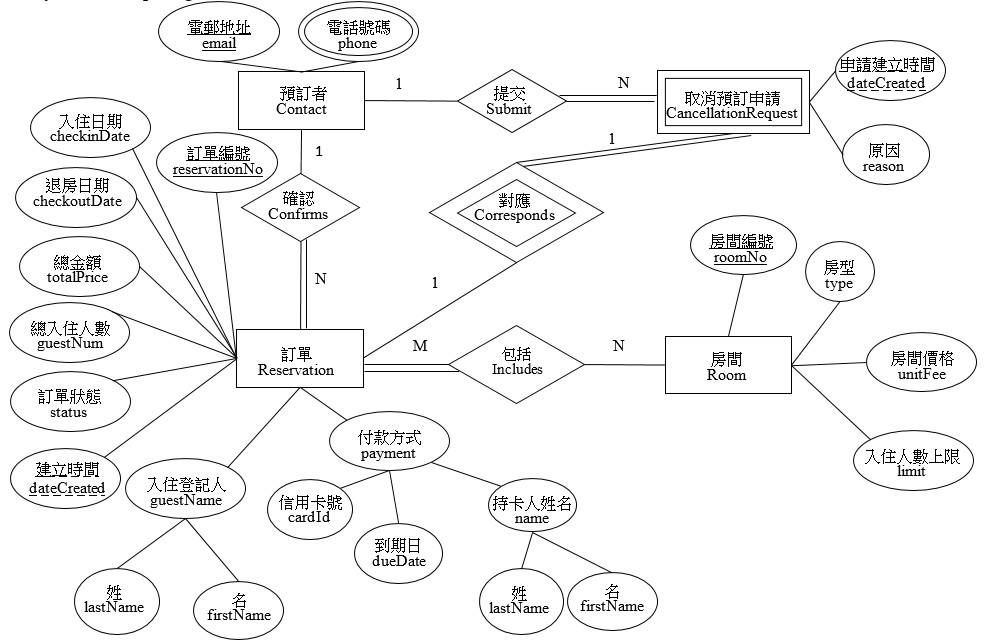 電郵地址
email
電話號碼
phone
預訂者
Contact
1
提交
Submit
N
取消預訂申請
CancellationRequest
申請建立時間
dateCreated
原因
reason
入住日期
checkinDate
訂單編號
reservationNo
1
1
退房日期
checkoutDate
確認
Confirms
對應
Corresponds
總金額
totalPrice
N
1
房間編號
roomNo
房型
type
總入住人數
guestNum
訂單
Reservation
M
包括
Includes
N
房間
Room
房間價格
unitFee
訂單狀態
status
建立時間
dateCreated
入住登記人
guestName
付款方式
payment
入住人數上限
limit
信用卡號
cardId
到期日
dueDate
持卡人姓名
name
姓
lastName
名
firstName
姓
lastName
名
firstName